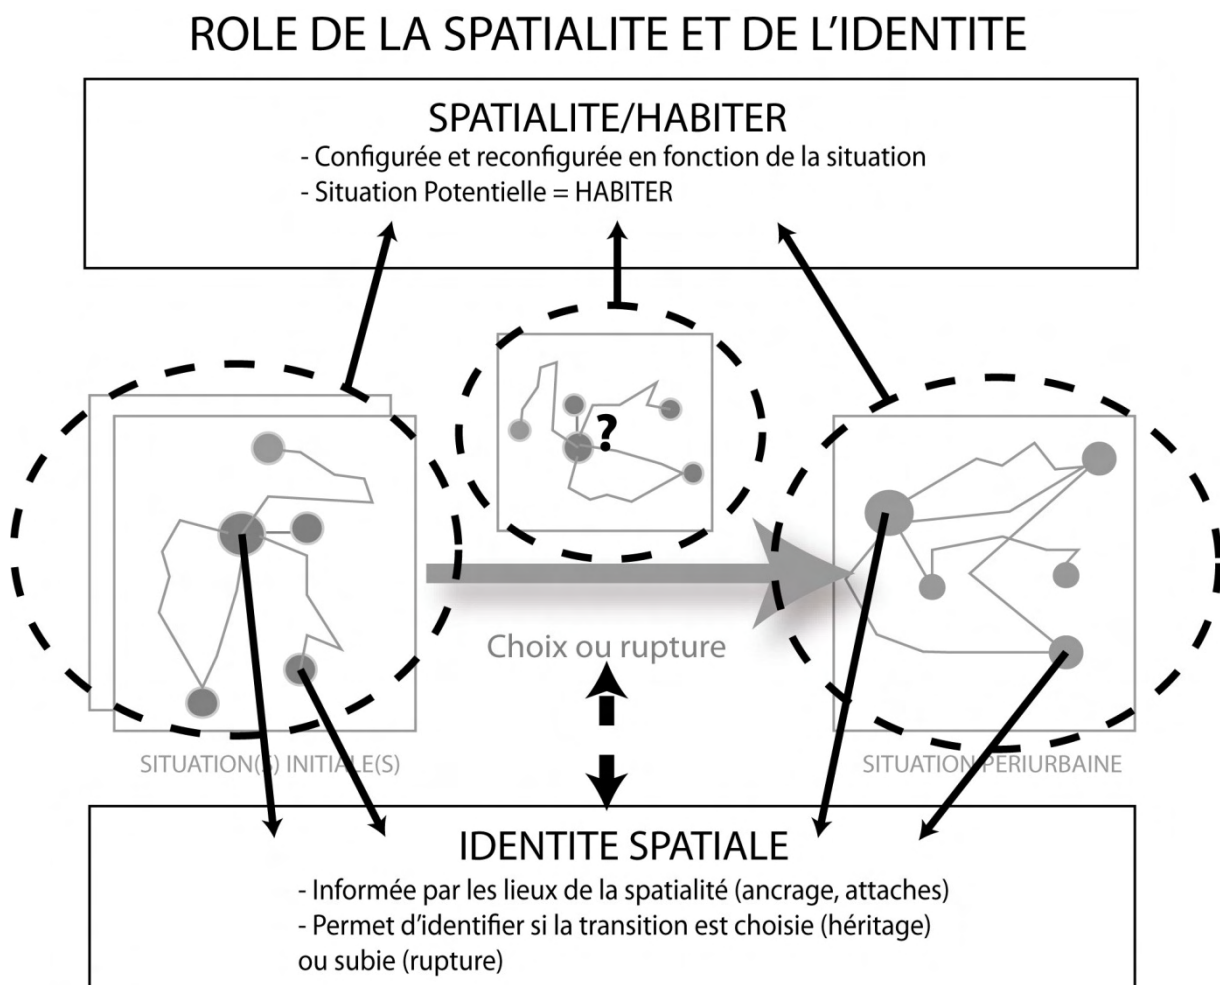 ROLE DE LA SPATIALITE ET DE L'IDENTITE
SPATIALITE/HABITER
- Configurée et reconfigurée en fonction de la situation
- Situation Potentielle = HABITER
?
Choix ou rupture
SITUATION(S) INITIALE(S)
SITUATION PERIURBAINE
IDENTITE SPATIALE
- Informée par les lieux de la spatialité (ancrage, attaches)
- Permet d'identifier si la transition est choisie (héritage)
ou subie (rupture)